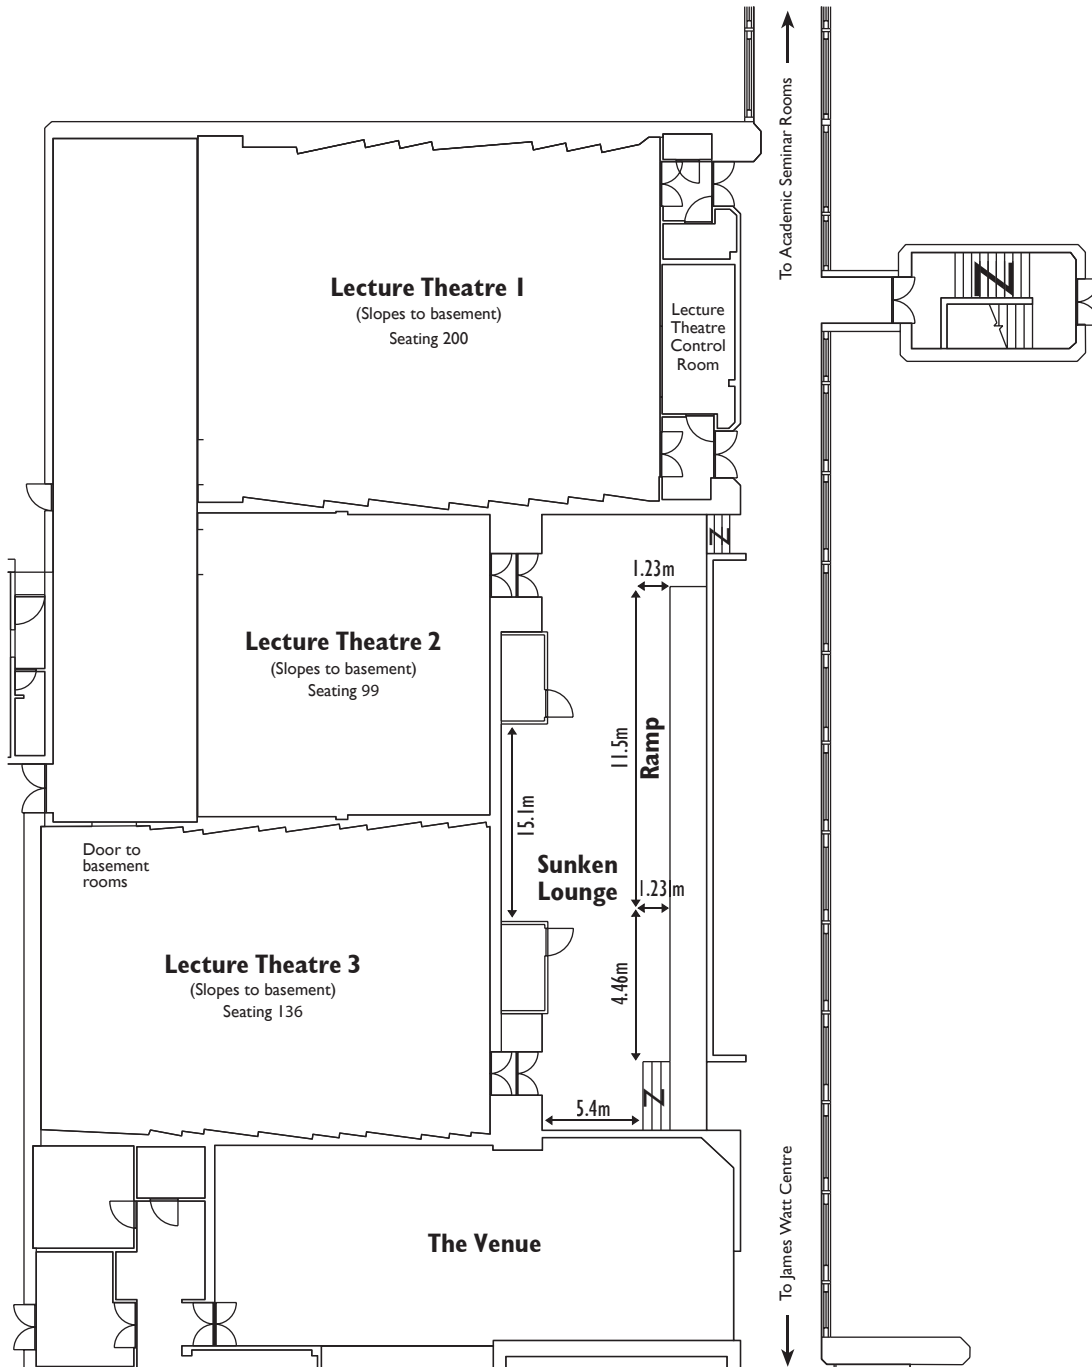 To Academic Seminar Rooms
Lecture Theatre 1
(Slopes to basement)
Seating 200
Lecture
Theatre
Control
Room
1.23m
Lecture Theatre 2
(Slopes to basement)
Seating 99
11.5m
Ramp
15.1m
Door to
basement
rooms
Sunken
Lounge
1.23m
Lecture Theatre 3
(Slopes to basement)
Seating 136
4.46m
5.4m
The Venue
To James Watt Centre